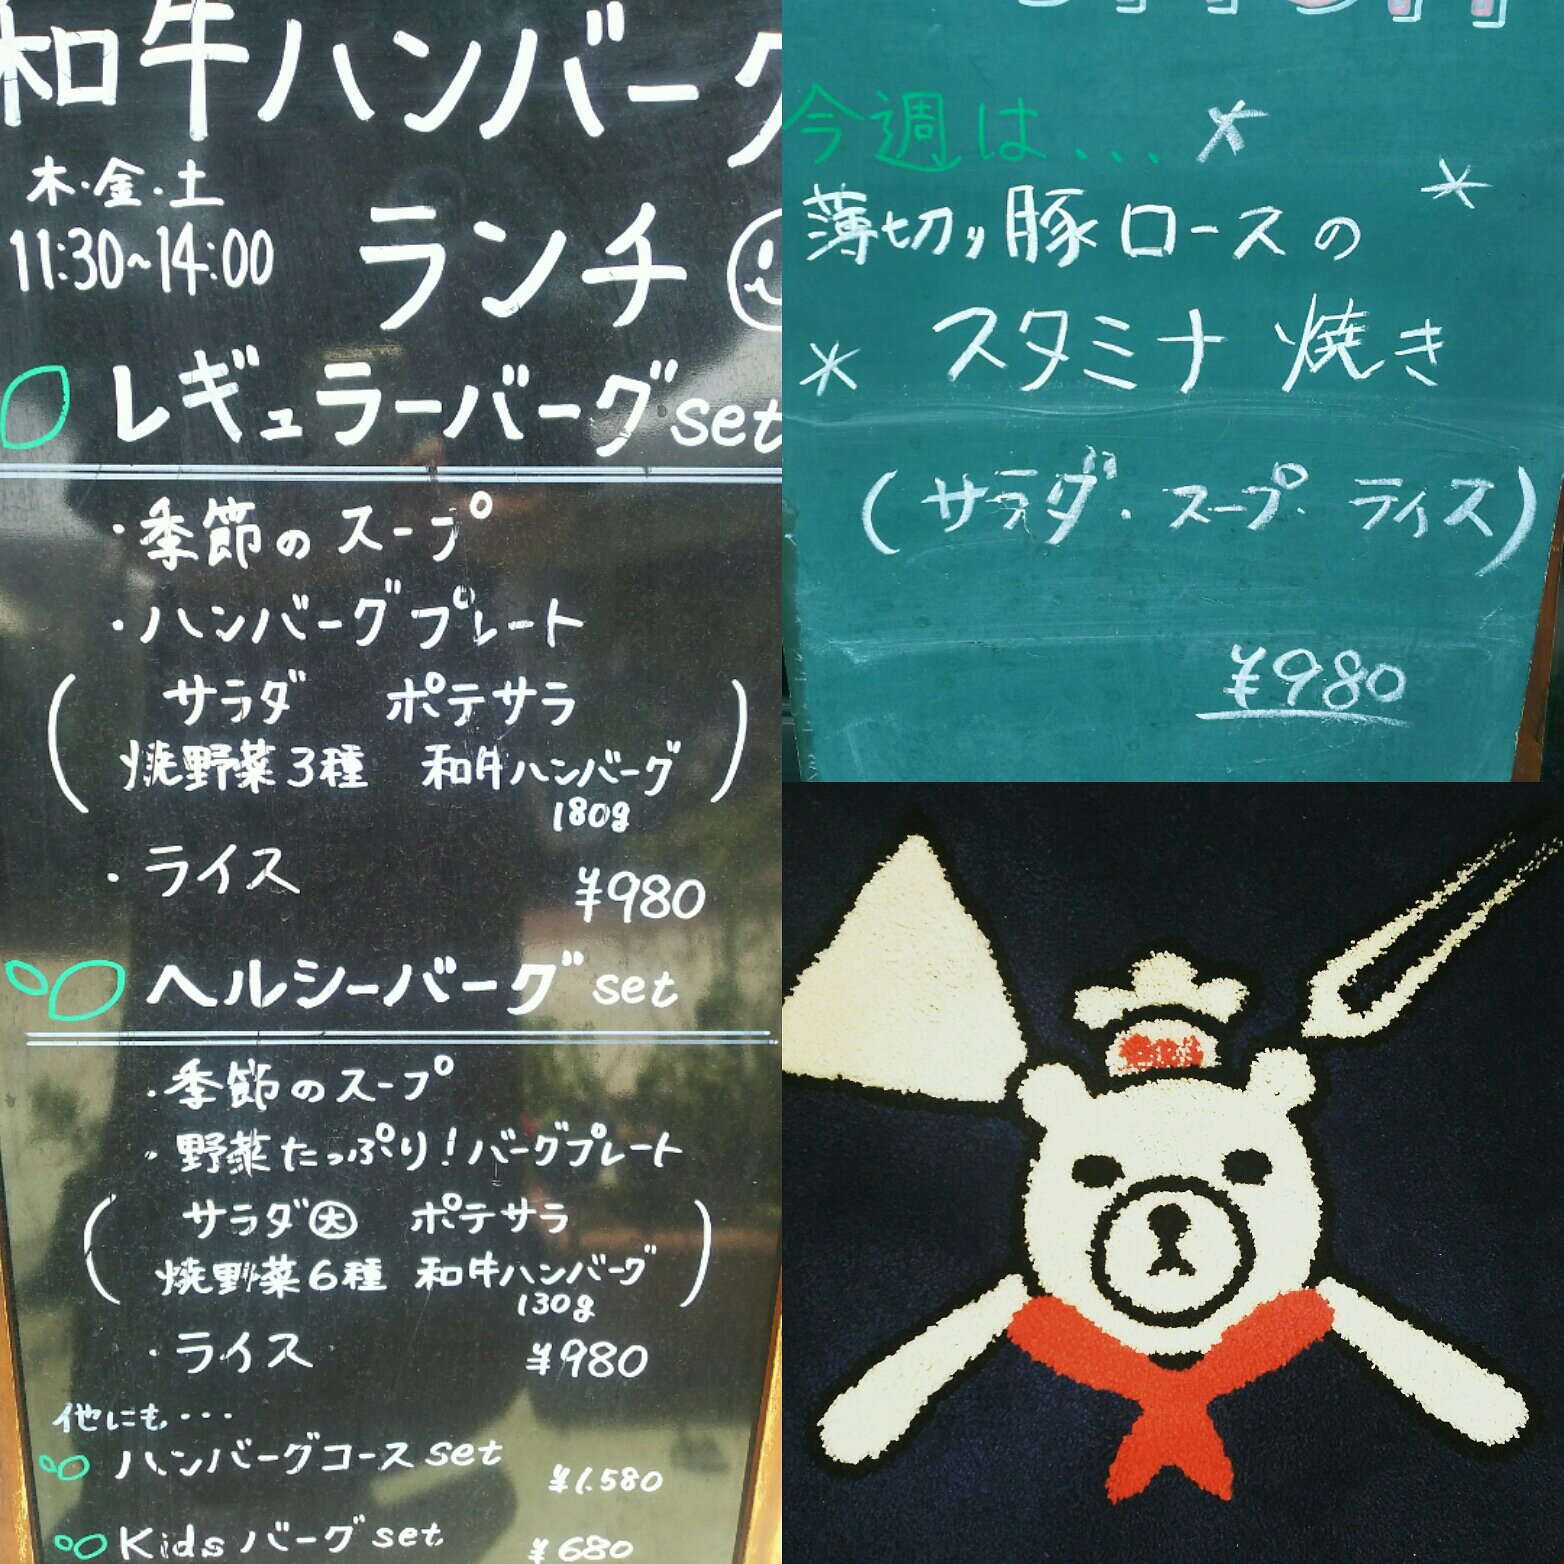 和牛ハンバーグ
木・金・土
11:30~14:00
ランチ
レギュラーバーグset
・季節のスープ
・ハンバーグプレート
(サラダ ポテサラ
焼野菜3種 和牛ハンバーグ)
180g
・ライス
¥980
ヘルシーバーグset
・季節のスープ
・野菜たっぷり!バーグプレート
(サラダ㊛ ポテサラ
焼野菜6種 和牛ハンバーグ)
130g
・ライス
¥980
他にも・・・
ハンバーグコースset ¥1.580
Kidsバーグset ¥680
今週は...
薄切り豚ロースの
スタミナ焼き
(サラダ・スープ・ライス)
¥980